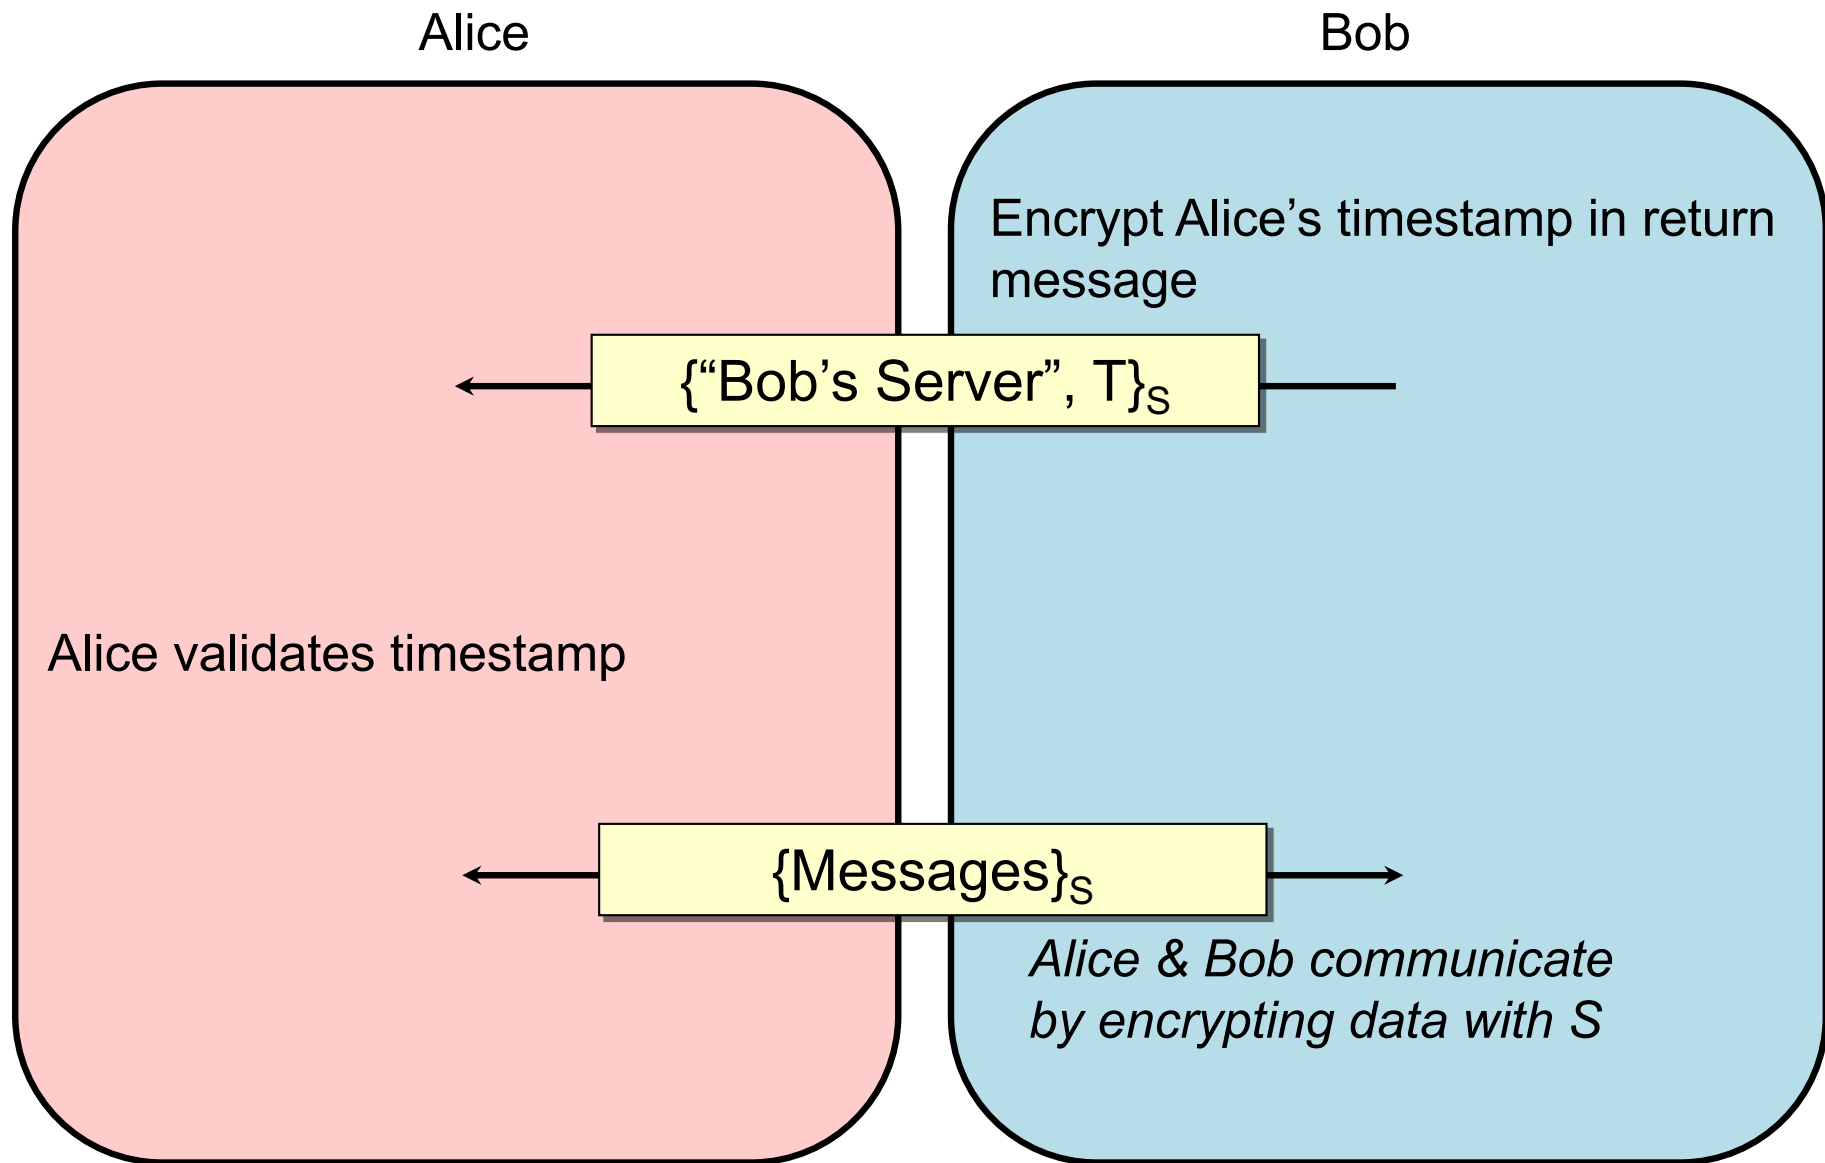 Alice
Bob
Encrypt Alice’s timestamp in return
message
{“Bob’s Server”, T}S
Alice validates timestamp
{Messages}S
Alice & Bob communicate
by encrypting data with S